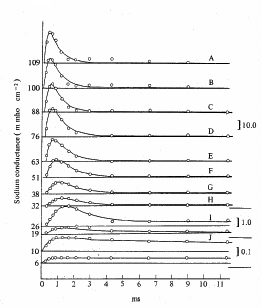 Sodium conductance ( m mho cm⁻²)
109 A
100 B
88 C
76 D
10.0
63 E
51 F
38 G
32 H
26 I
1.0
19
10 J
0.1
6
0 1 2 3 4 5 6 7 8 9 10 11
ms